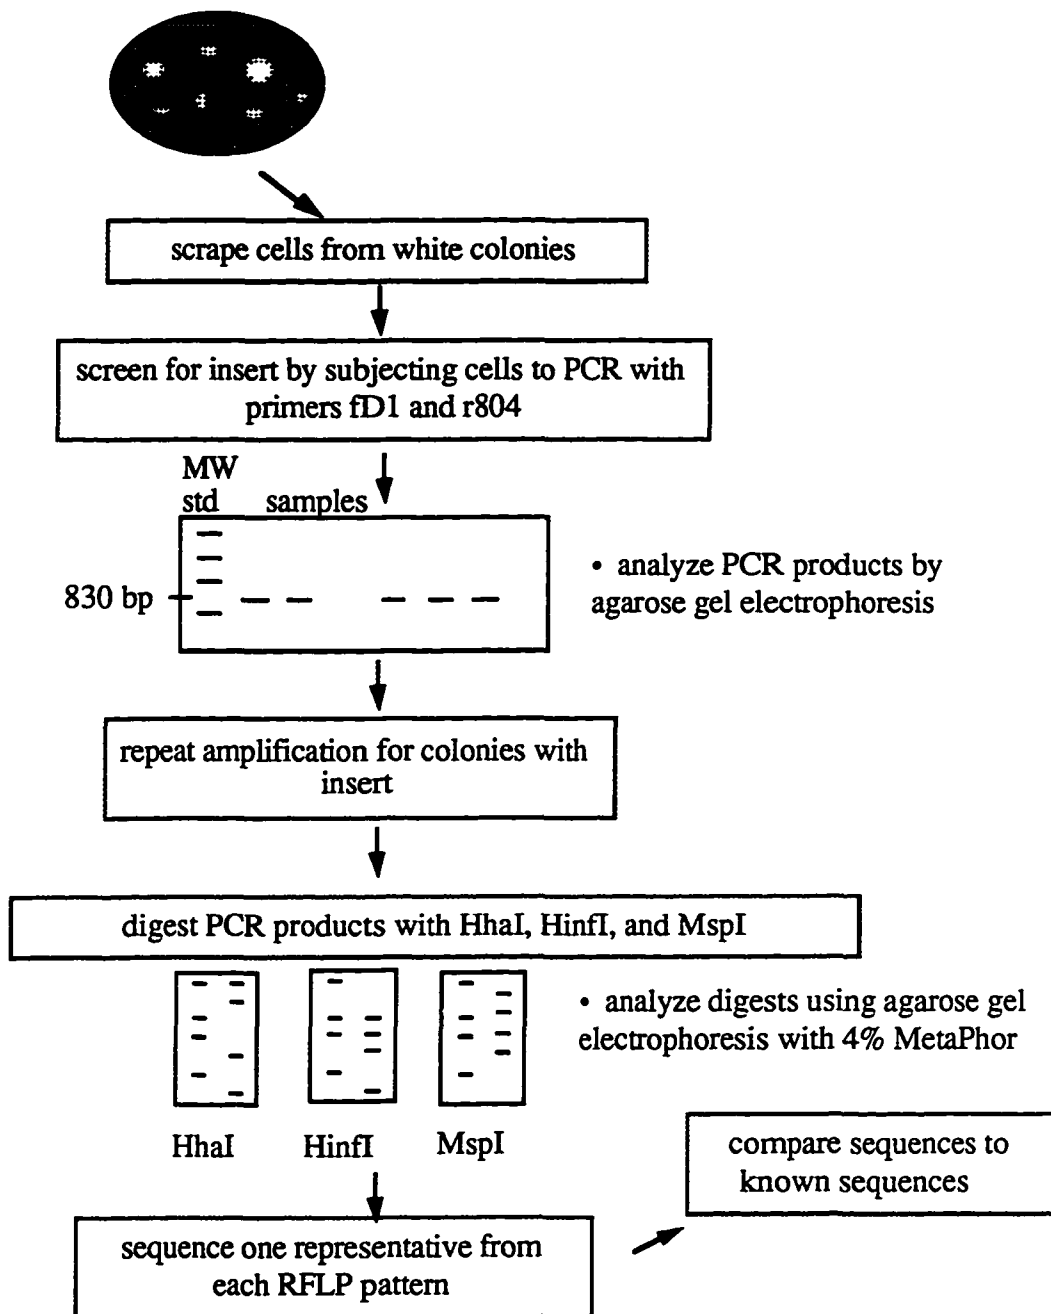 scrape cells from white colonies
screen for insert by subjecting cells to PCR with
primers fD1 and r804
MW
std samples
830 bp
• analyze PCR products by
agarose gel electrophoresis
repeat amplification for colonies with
insert
digest PCR products with HhaI, HinfI, and MspI
• analyze digests using agarose gel
electrophoresis with 4% MetaPhor
HhaI HinfI MspI
compare sequences to
known sequences
sequence one representative from
each RFLP pattern